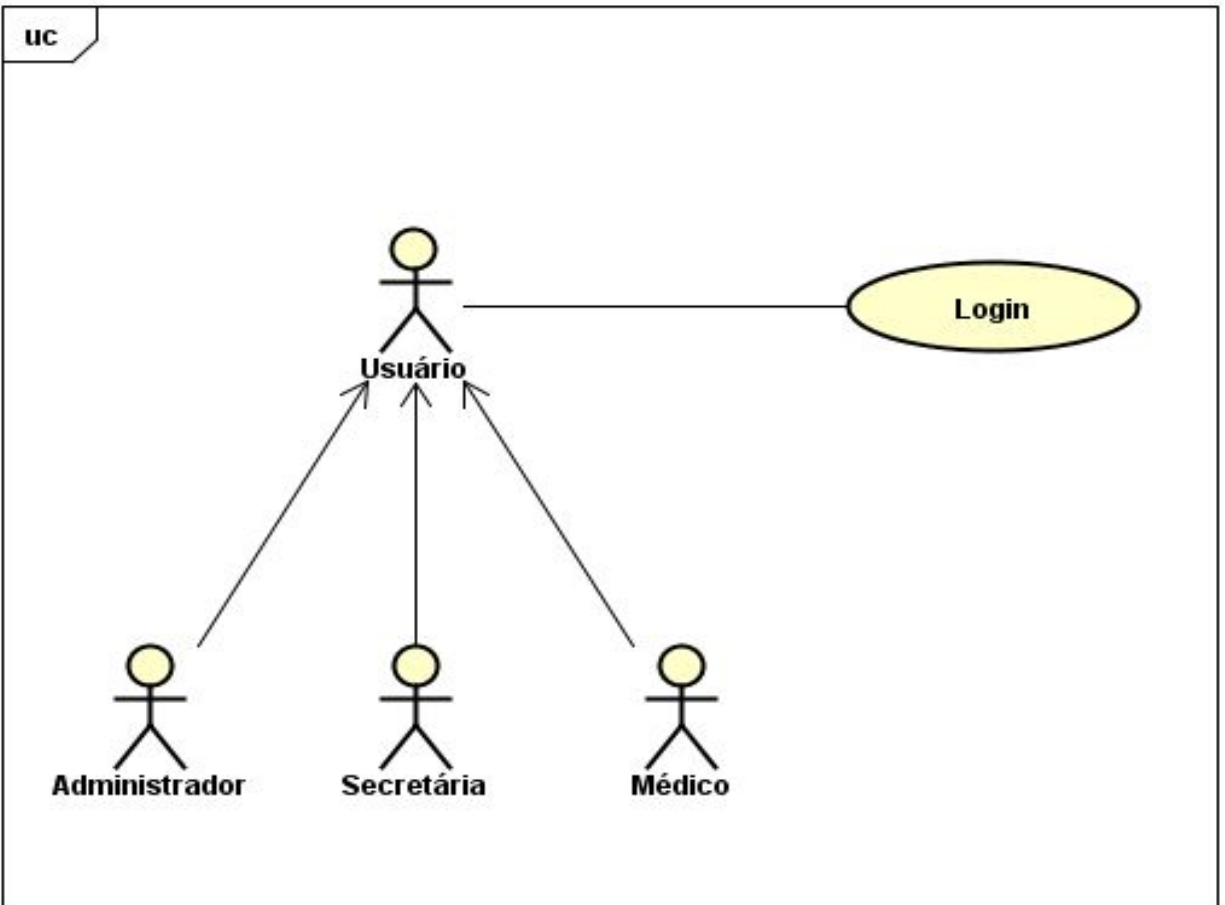 uc
Usuário
Login
Administrador
Secretária
Médico